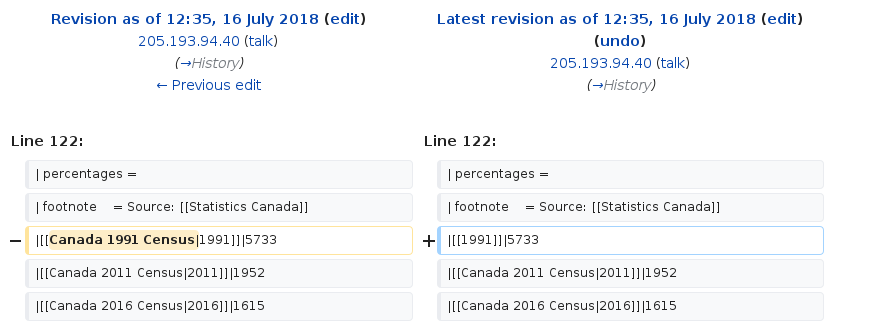 Revision as of 12:35, 16 July 2018 (edit)
205.193.94.40 (talk)
(→History)
← Previous edit
Latest revision as of 12:35, 16 July 2018 (edit)
(undo)
205.193.94.40 (talk)
(→History)
Line 122:
Line 122:
| percentages =
| percentages =
| footnote    = Source: [[Statistics Canada]]
| footnote    = Source: [[Statistics Canada]]
− |[[Canada 1991 Census|1991]]|5733
+ |[[1991]]|5733
|[[Canada 2011 Census|2011]]|1952
|[[Canada 2011 Census|2011]]|1952
|[[Canada 2016 Census|2016]]|1615
|[[Canada 2016 Census|2016]]|1615